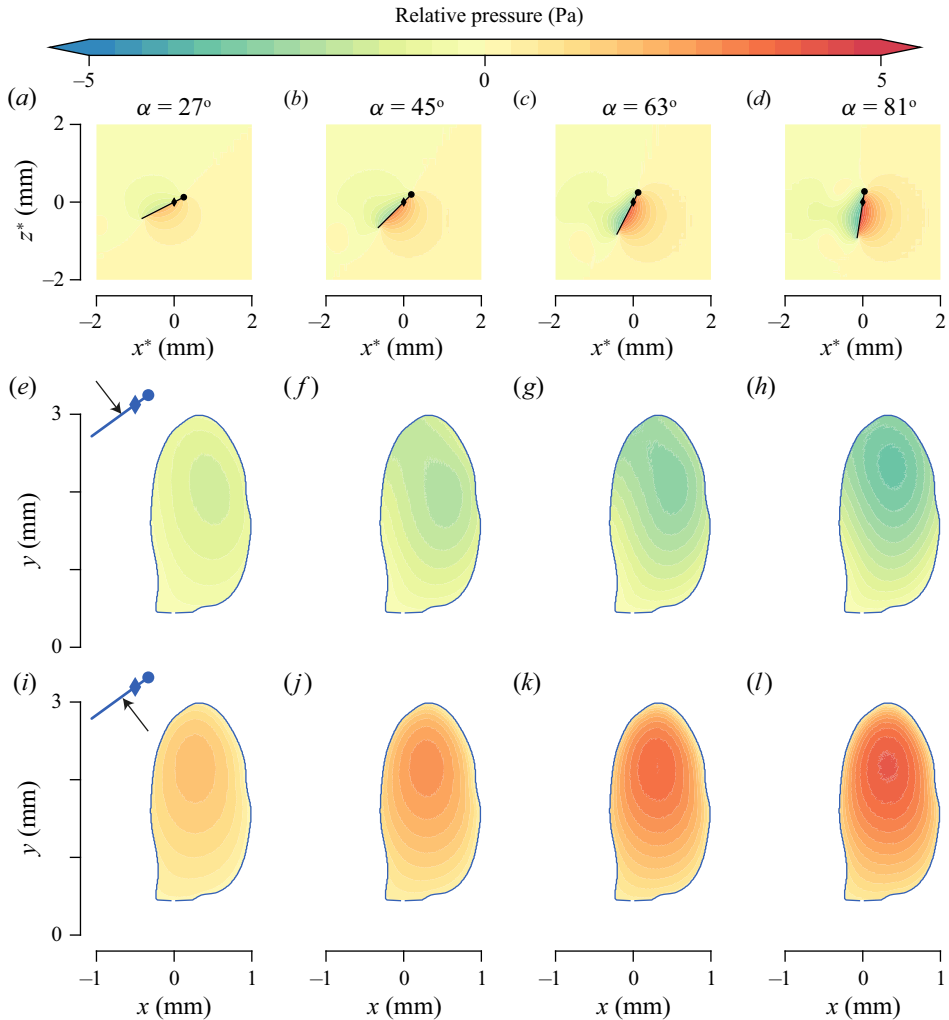 Relative pressure (Pa)
–5 0 5
(a) (b) (c) (d)
α = 27° α = 45° α = 63° α = 81°
2
0
–2
z* (mm)
–2 0 2 –2 0 2 –2 0 2 –2 0 2
x* (mm) x* (mm) x* (mm) x* (mm)
(e) (f) (g) (h)
3
y (mm)
0
(i) (j) (k) (l)
3
y (mm)
0
–1 0 1 –1 0 1 –1 0 1 –1 0 1
x (mm) x (mm) x (mm) x (mm)